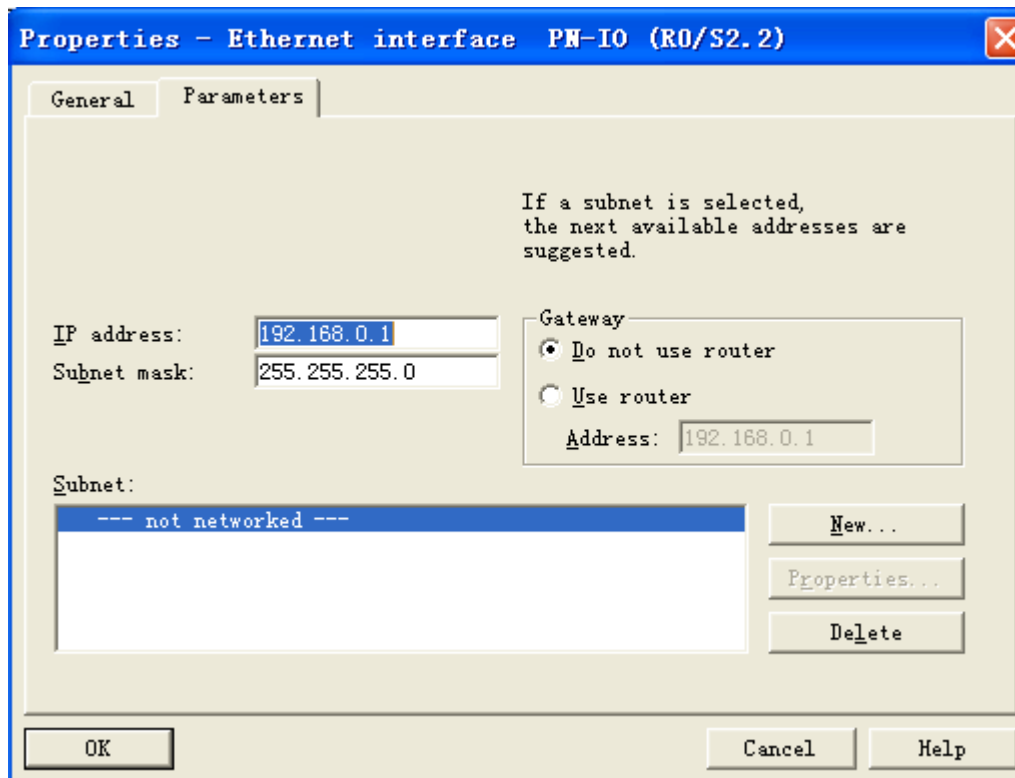 Properties - Ethernet interface PN-IO (R0/S2.2)
General
Parameters
If a subnet is selected,
the next available addresses are
suggested.
IP address:
192.168.0.1
Subnet mask:
255.255.255.0
Gateway
Do not use router
Use router
Address:
192.168.0.1
Subnet:
--- not networked ---
New...
Properties...
Delete
OK
Cancel
Help